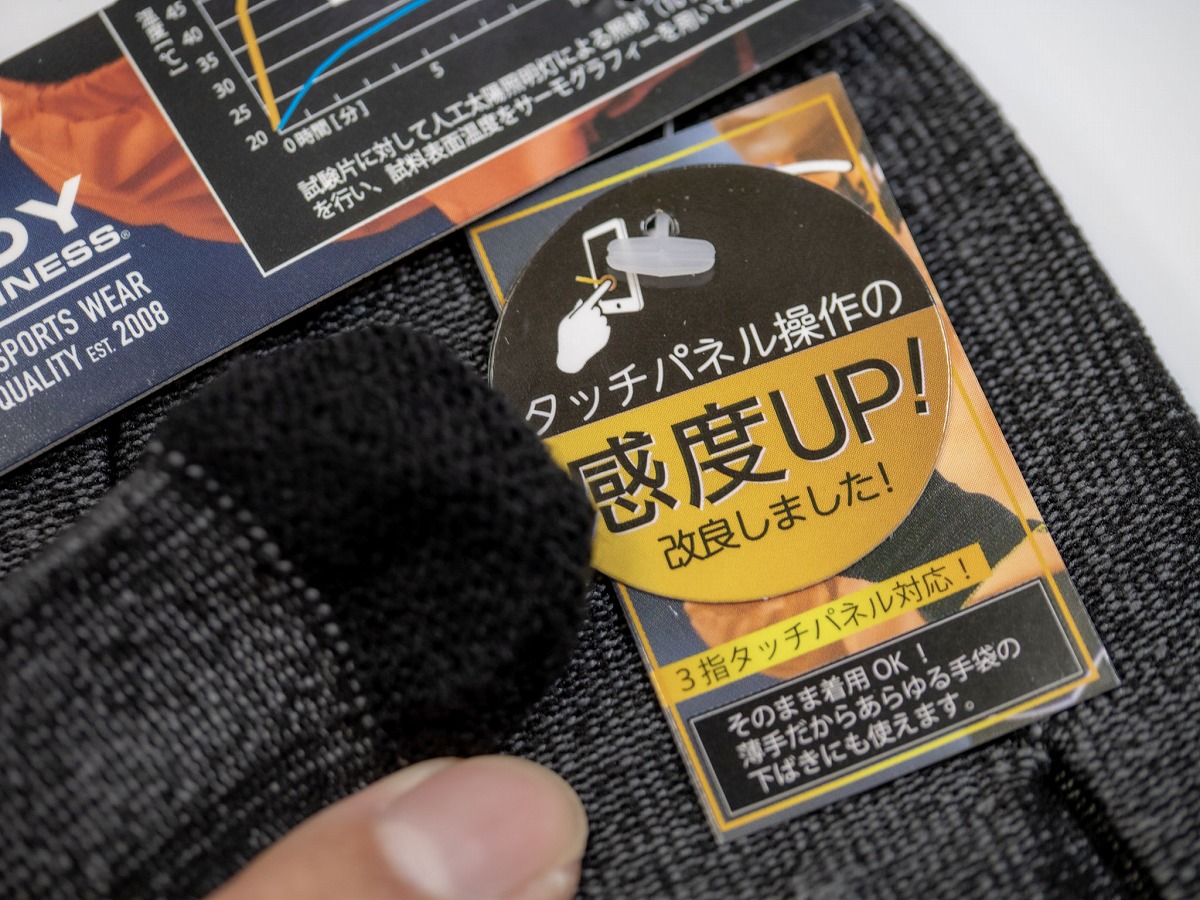 温度[℃]
45
40
35
30
25
20
0 時間 [分]
5
試験片に対して人工太陽照明灯による照射
を行い、試料表面温度をサーモグラフィーを用いて
DY
NESS®
SPORTS WEAR
QUALITY EST. 2008
タッチパネル操作の
感度UP!
改良しました!
3指タッチパネル対応!
そのまま着用OK!
薄手だからあらゆる手袋の
下ばきにも使えます。